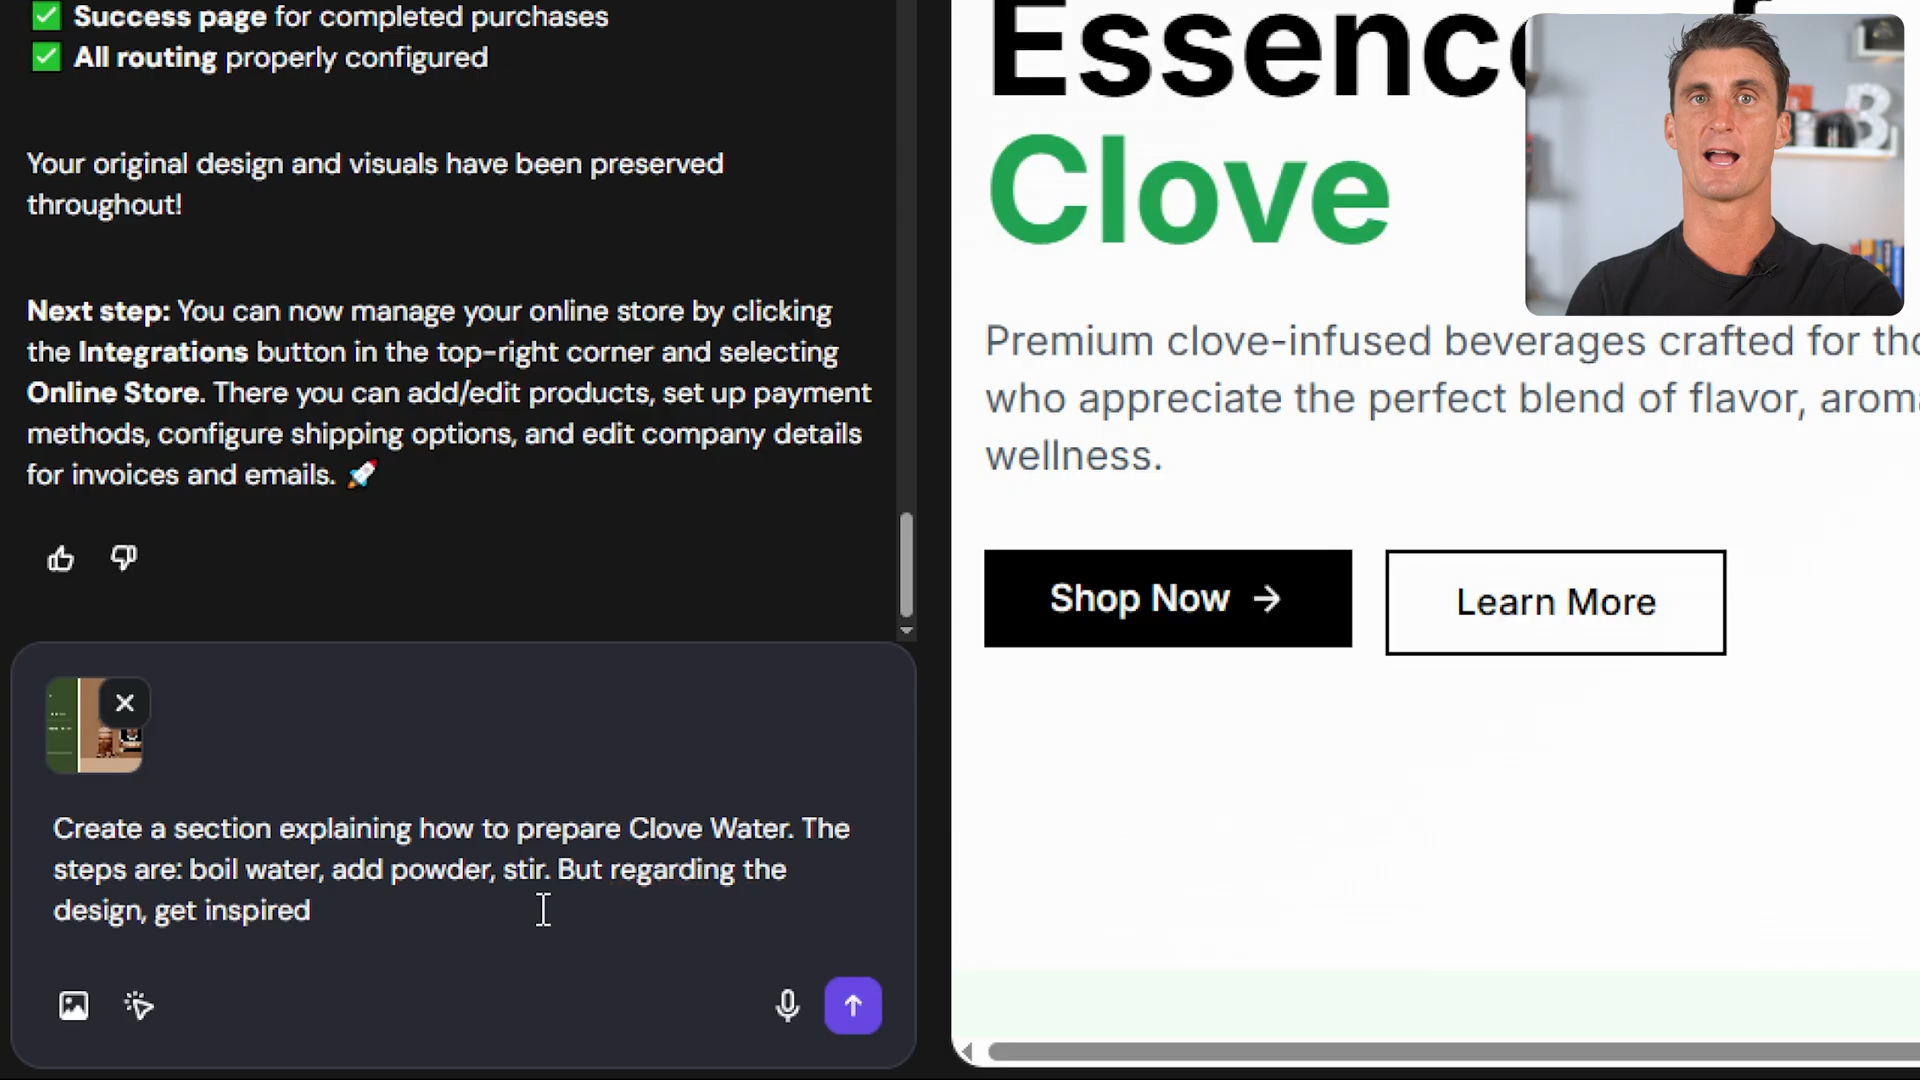 ✅ Success page for completed purchases
✅ All routing properly configured
Your original design and visuals have been preserved
throughout!
Next step: You can now manage your online store by clicking
the Integrations button in the top-right corner and selecting
Online Store. There you can add/edit products, set up payment
methods, configure shipping options, and edit company details
for invoices and emails. 🚀
Create a section explaining how to prepare Clove Water. The
steps are: boil water, add powder, stir. But regarding the
design, get inspired
Clove
Premium clove-infused beverages crafted for
who appreciate the perfect blend of flavor,
wellness.
Shop Now →
Learn More